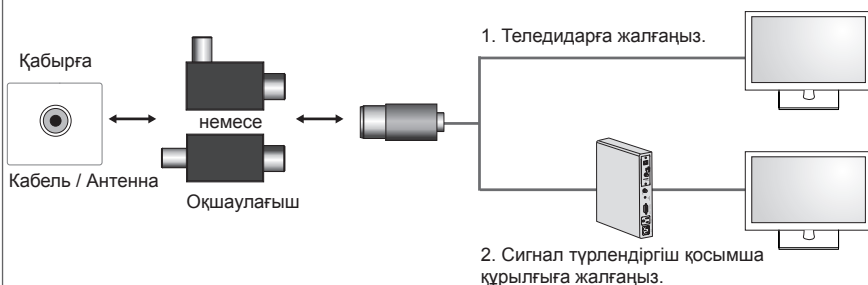 1. Теледидарға жалғаңыз.
Қабырға
немесе
Кабель / Антенна
Оқшаулағыш
2. Сигнал түрлендіргіш қосымша
құрылғыға жалғаңыз.